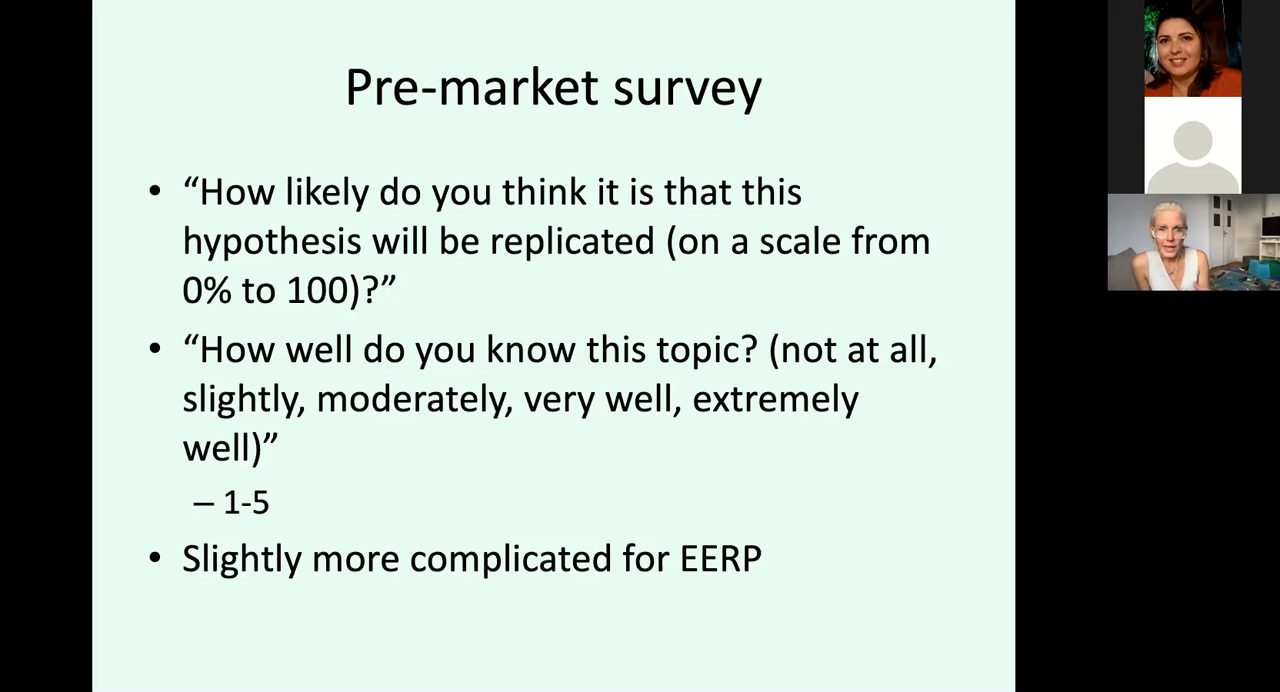 Pre-market survey
• “How likely do you think it is that this
hypothesis will be replicated (on a scale from
0% to 100)?”
• “How well do you know this topic? (not at all,
slightly, moderately, very well, extremely
well)”
– 1-5
• Slightly more complicated for EERP